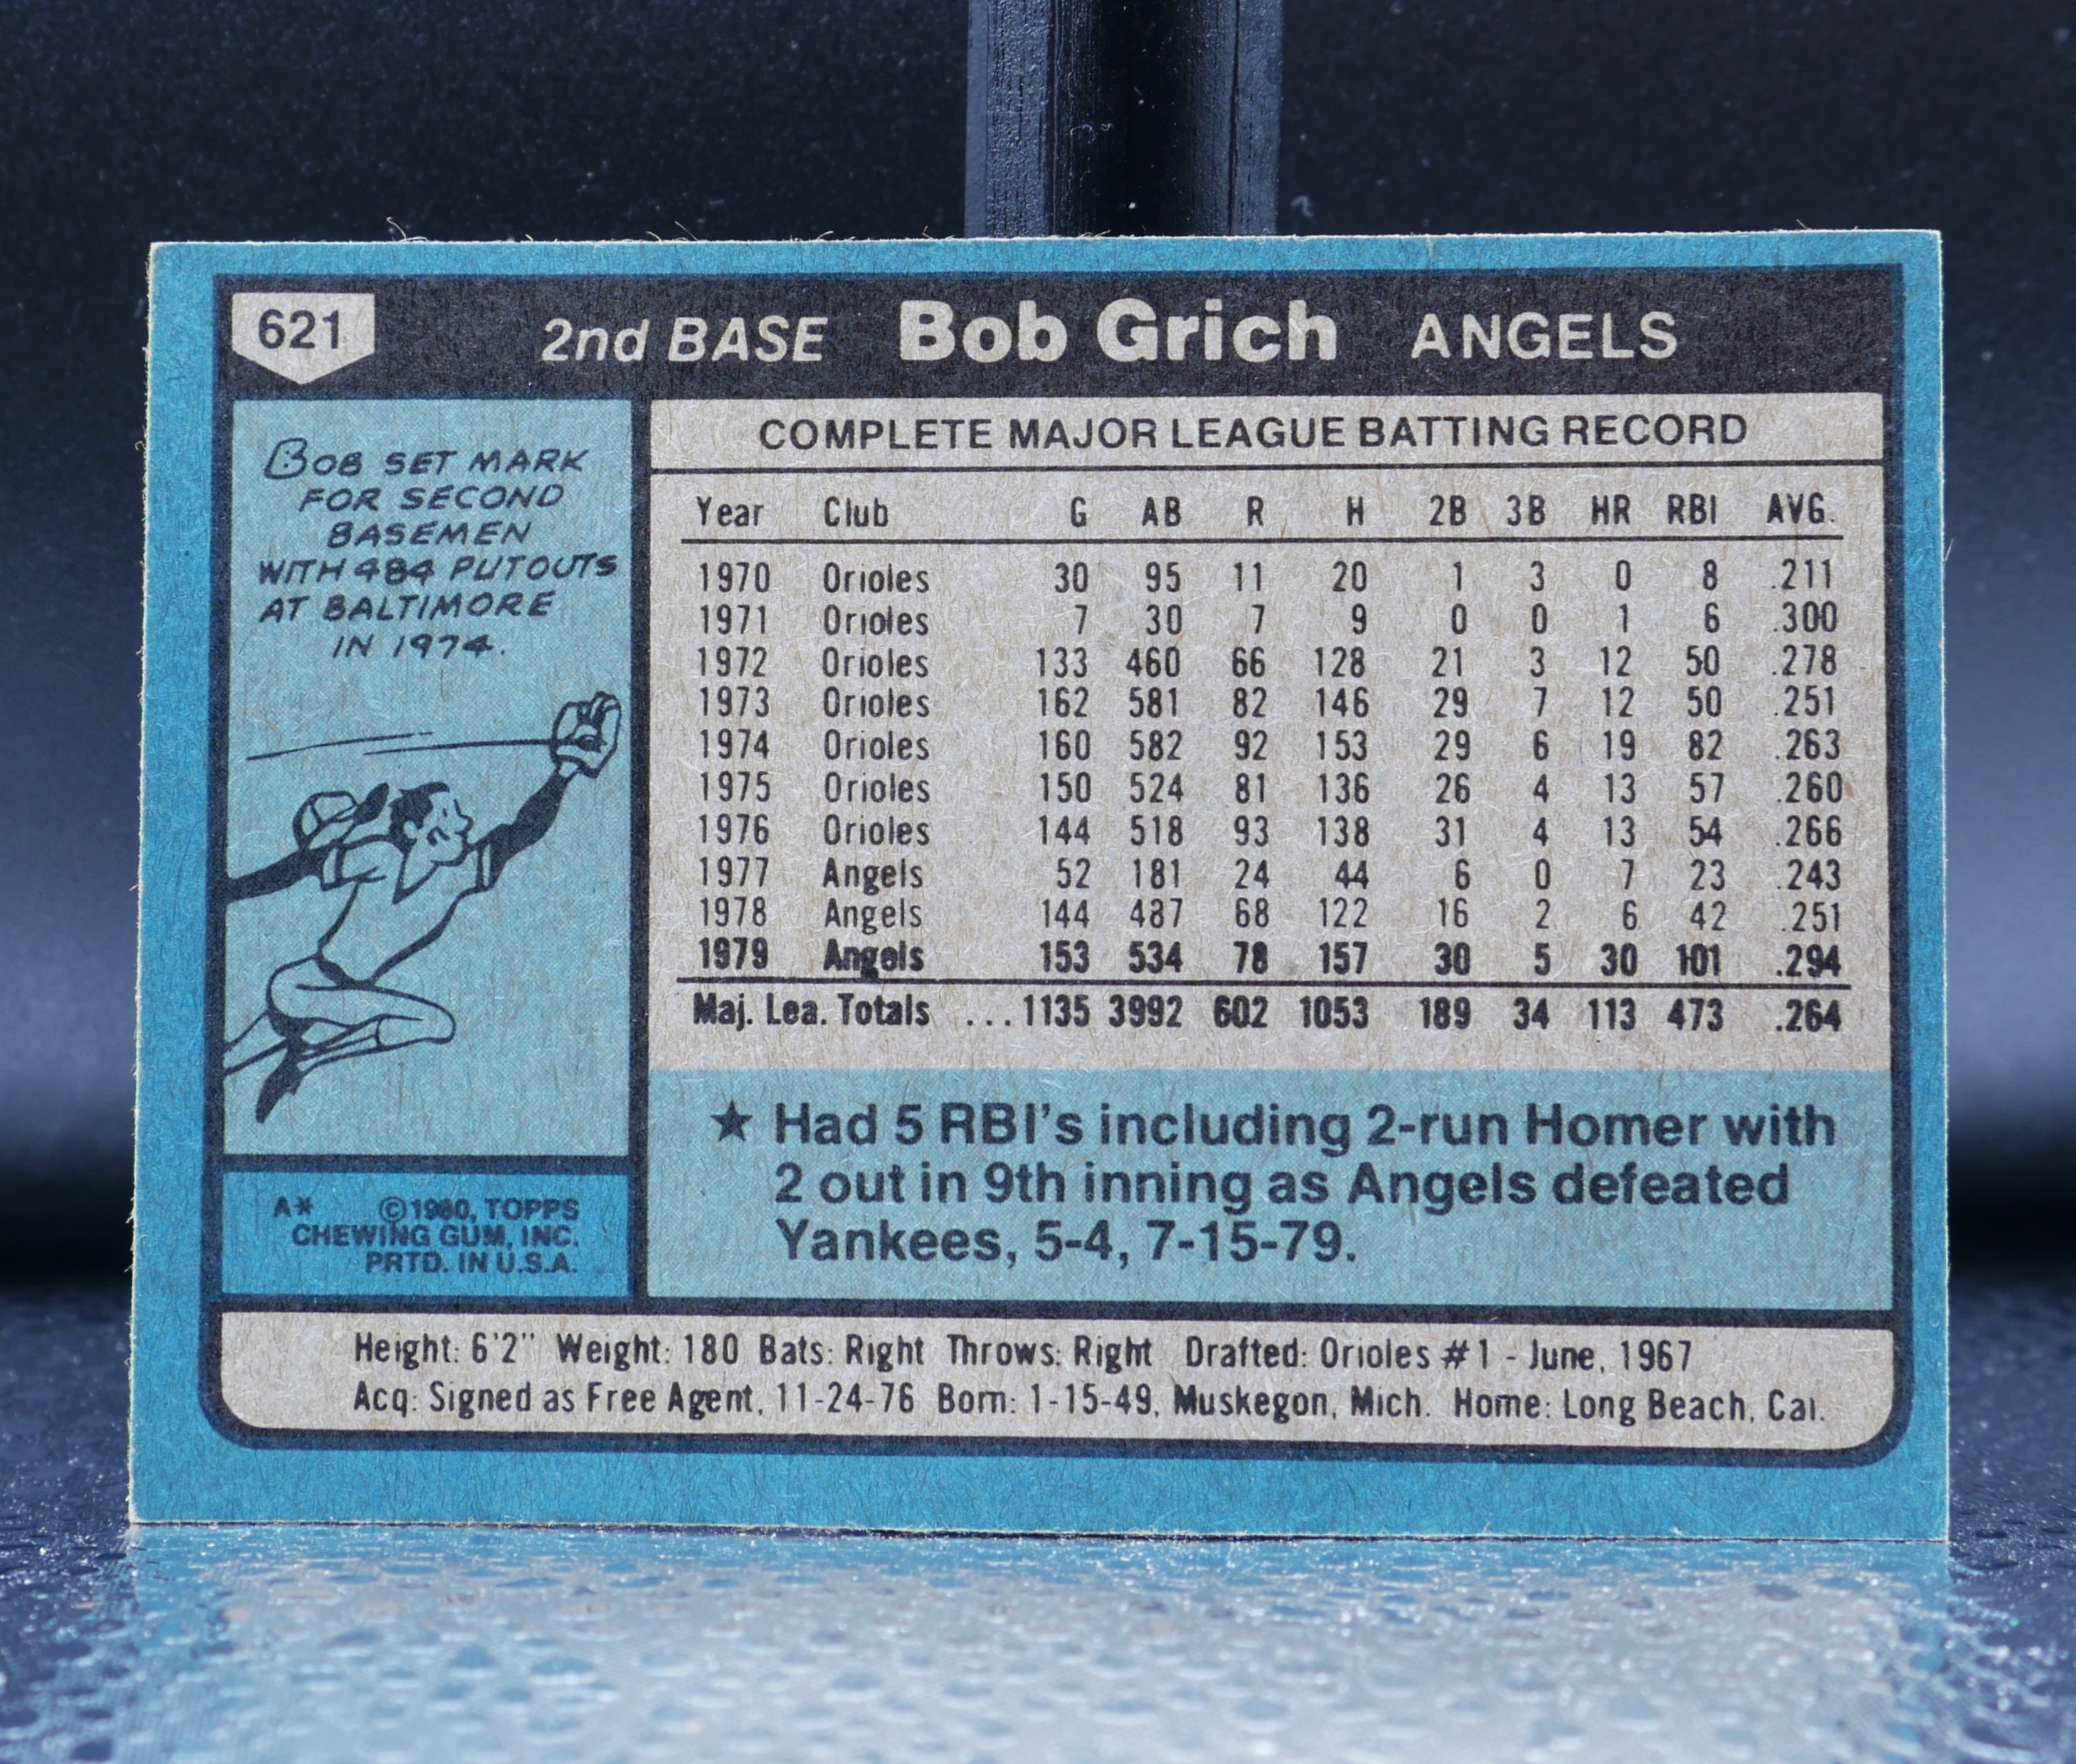 621 2nd BASE Bob Grich ANGELS
BOB SET MARK
FOR SECOND
BASEMEN
WITH 484 PUTOUTS
AT BALTIMORE
IN 1974.
COMPLETE MAJOR LEAGUE BATTING RECORD
Year Club G AB R H 2B 3B HR RBI AVG.
1970 Orioles 30 95 11 20 1 3 0 8 .211
1971 Orioles 7 30 7 9 0 0 1 6 .300
1972 Orioles 133 460 66 128 21 3 12 50 .278
1973 Orioles 162 581 82 146 29 7 12 50 .251
1974 Orioles 160 582 92 153 29 6 19 82 .263
1975 Orioles 150 524 81 136 26 4 13 57 .260
1976 Orioles 144 518 93 138 31 4 13 54 .266
1977 Angels 52 181 24 44 6 0 7 23 .243
1978 Angels 144 487 68 122 16 2 6 42 .251
1979 Angels 153 534 78 157 30 5 30 101 .294
Maj. Lea. Totals ... 1135 3992 602 1053 189 34 113 473 .264
★ Had 5 RBI's including 2-run Homer with
2 out in 9th inning as Angels defeated
Yankees, 5-4, 7-15-79.
A* ©1980, TOPPS
CHEWING GUM, INC.
PRTD. IN U.S.A.
Height: 6'2" Weight: 180 Bats: Right Throws: Right Drafted: Orioles #1 - June, 1967
Acq: Signed as Free Agent, 11-24-76 Born: 1-15-49, Muskegon, Mich. Home: Long Beach, Cal.